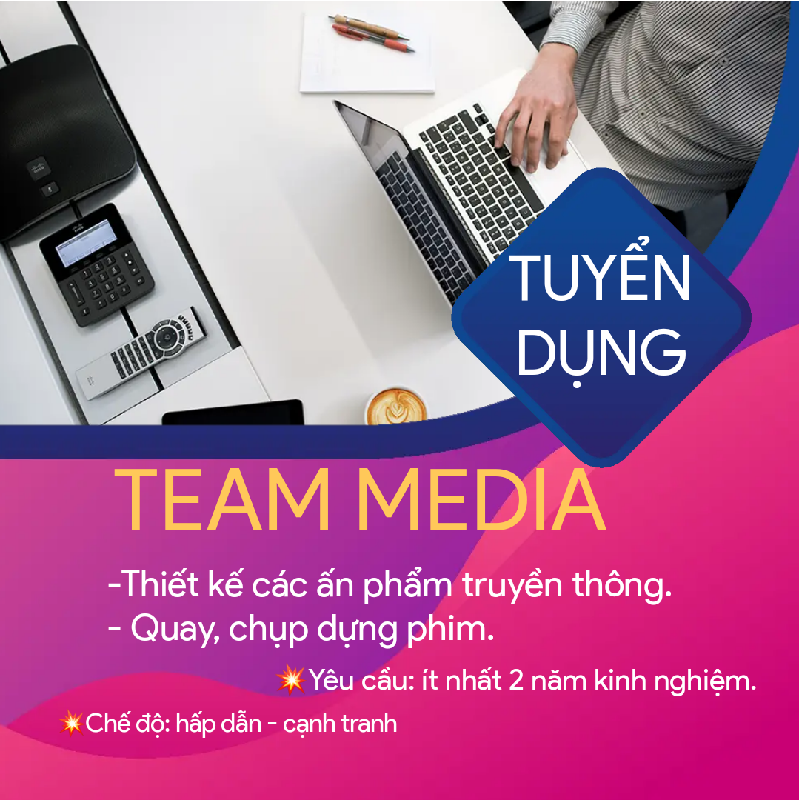 TUYỂN
DỤNG
TEAM MEDIA
-Thiết kế các ấn phẩm truyền thông.
- Quay, chụp dựng phim.
💥Yêu cầu: ít nhất 2 năm kinh nghiệm.
💥Chế độ: hấp dẫn - cạnh tranh